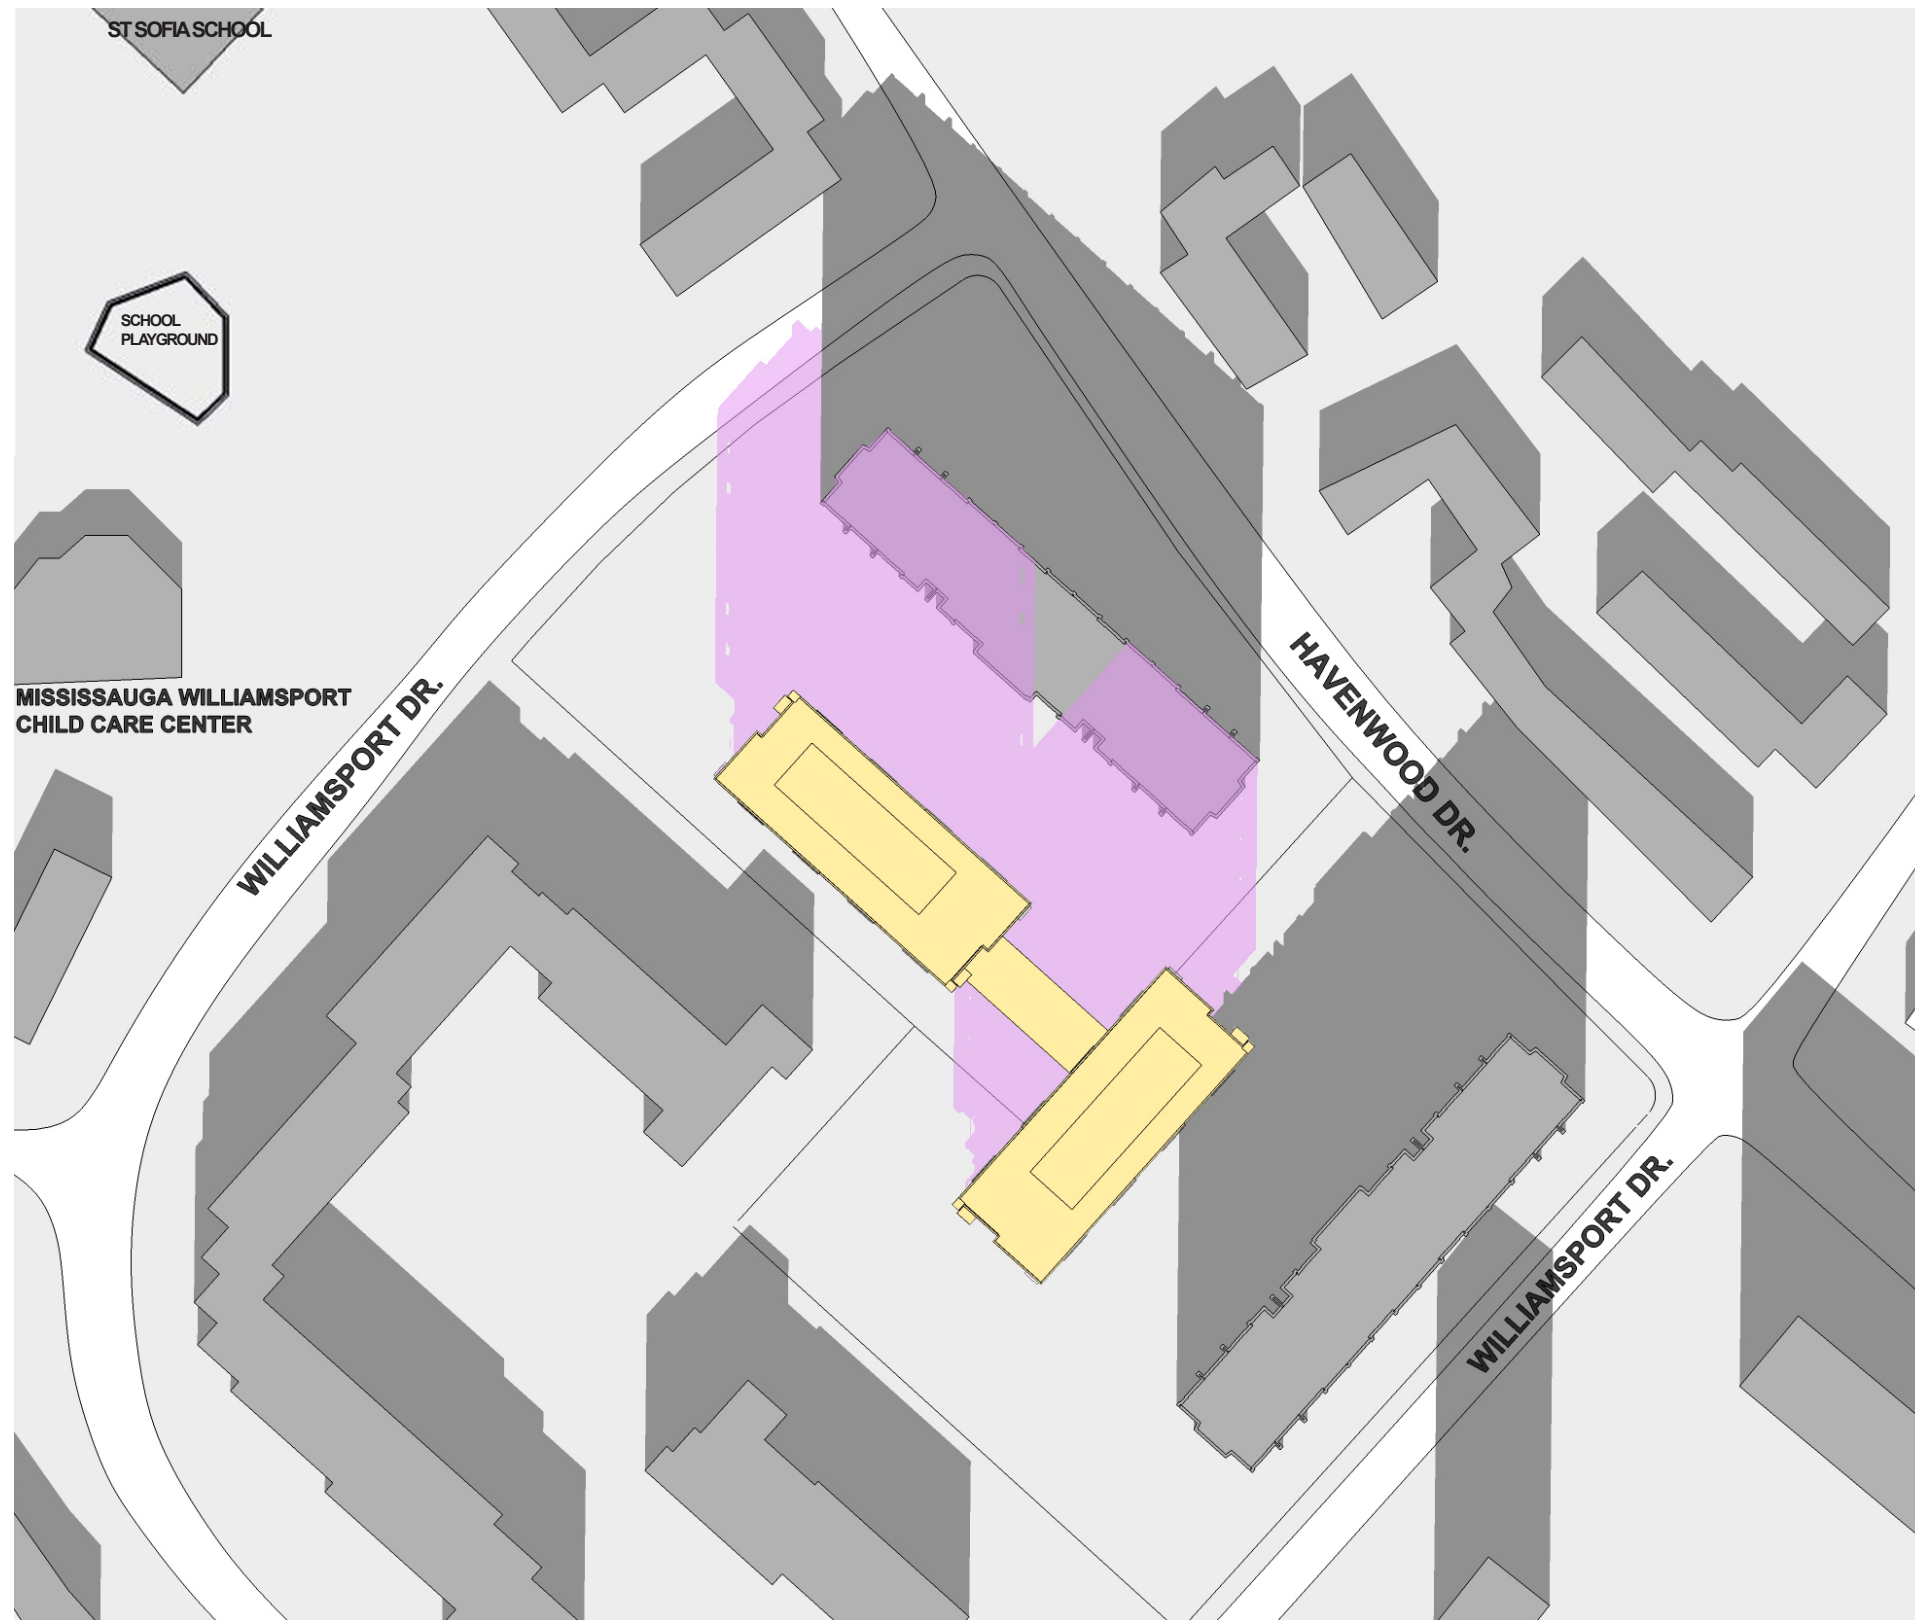 ST SOFIA SCHOOL
SCHOOL
PLAYGROUND
MISSISSAUGA WILLIAMSPORT
CHILD CARE CENTER
WILLIAMSPORT DR.
HAVENWOOD DR.
WILLIAMSPORT DR.